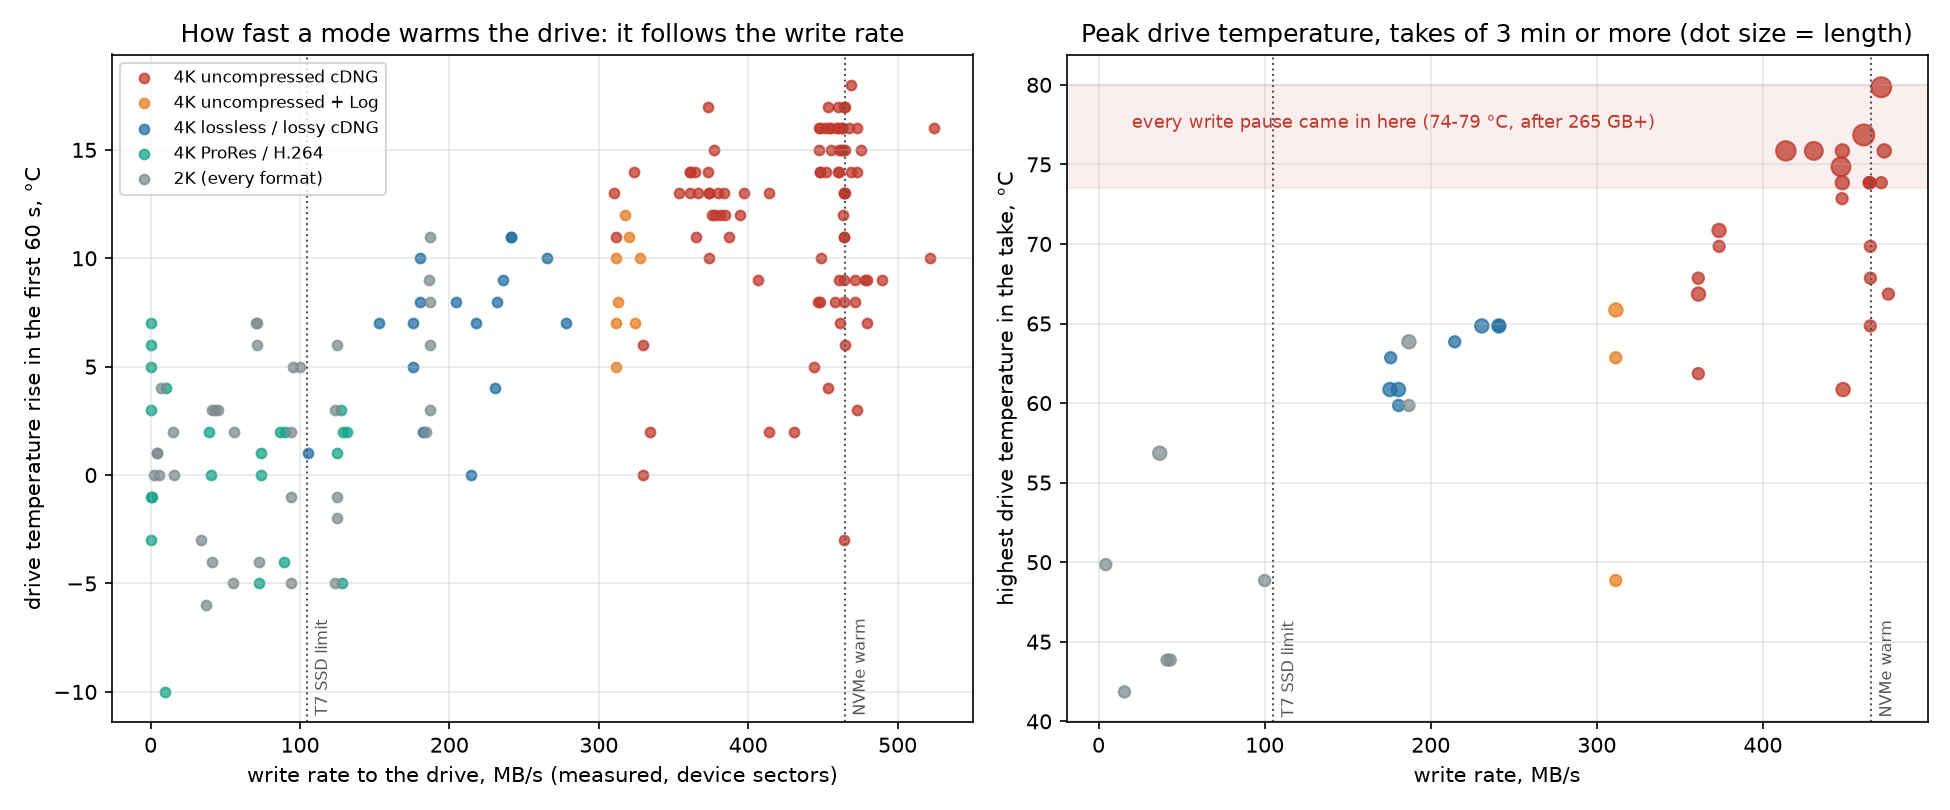 How fast a mode warms the drive: it follows the write rate
4K uncompressed cDNG
4K uncompressed + Log
4K lossless / lossy cDNG
4K ProRes / H.264
2K (every format)
drive temperature rise in the first 60 s, °C
15
10
5
0
−5
−10
T7 SSD limit
NVMe warm
0 100 200 300 400 500
write rate to the drive, MB/s (measured, device sectors)
Peak drive temperature, takes of 3 min or more (dot size = length)
every write pause came in here (74-79 °C, after 265 GB+)
highest drive temperature in the take, °C
80
75
70
65
60
55
50
45
40
T7 SSD limit
NVMe warm
0 100 200 300 400
write rate, MB/s